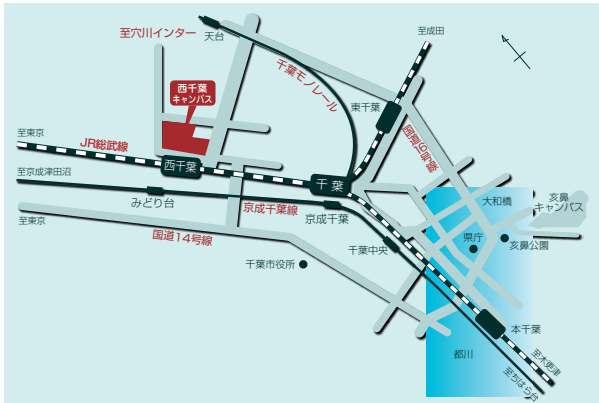 至成田
至穴川インター
天台
千葉モノレール
西千葉
キャンパス
東千葉
国道16号線
至東京
JR総武線
西千葉
千葉
至京成津田沼
みどり台
京成千葉線
京成千葉
大和橋
亥鼻
キャンパス
至東京
国道14号線
千葉中央
県庁
亥鼻公園
千葉市役所
本千葉
都川
至木更津
至ちはら台